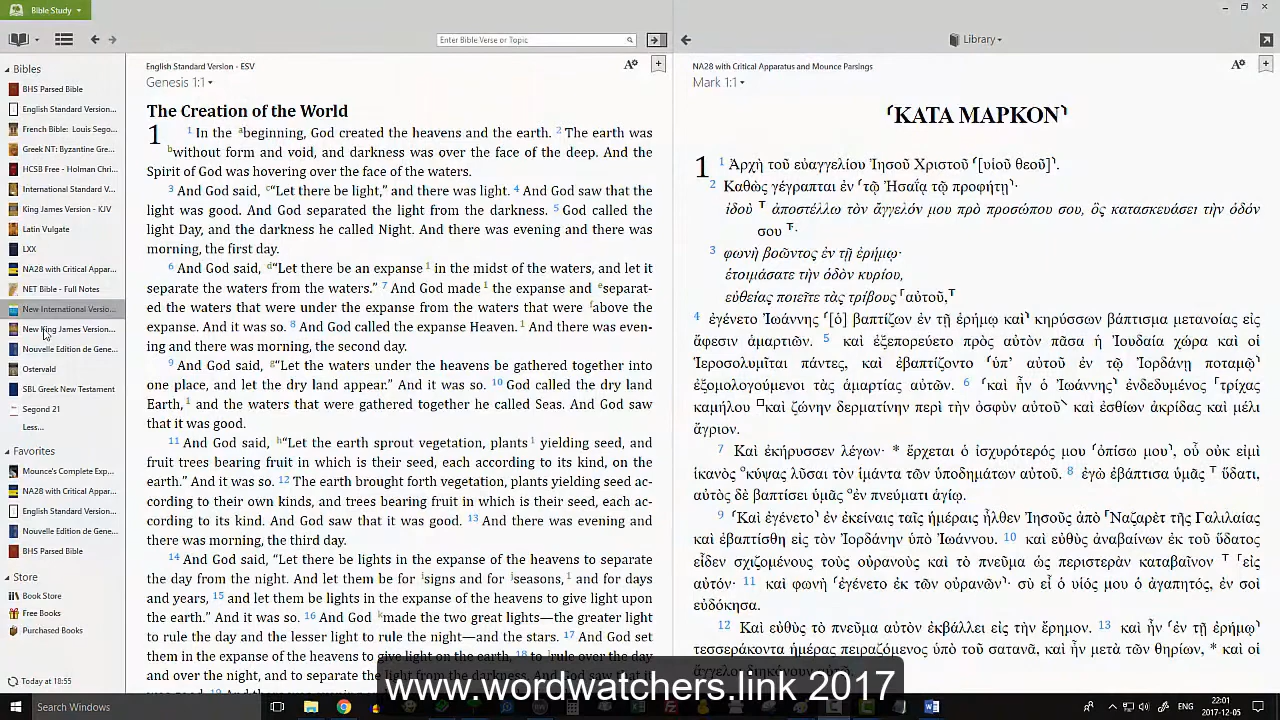 Bible Study
Enter Bible Verse or Topic
Library
Bibles
BHS Parsed Bible
English Standard Version...
French Bible: Louis Sego...
Greek NT: Byzantine Gre...
HCSB Free - Holman Chri...
International Standard V...
King James Version - KJV
Latin Vulgate
LXX
NA28 with Critical Appar...
NET Bible - Full Notes
New International Versio...
New King James Version...
Nouvelle Edition de Gene...
Ostervald
SBL Greek New Testament
Segond 21
Less...
Favorites
Mounce's Complete Exp...
NA28 with Critical Appar...
English Standard Version...
Nouvelle Edition de Gene...
BHS Parsed Bible
Store
Book Store
Free Books
Purchased Books
Today at 18:55
English Standard Version - ESV
Genesis 1:1
The Creation of the World
1 1 In the a beginning, God created the heavens and the earth. 2 The earth was
b without form and void, and darkness was over the face of the deep. And the
Spirit of God was hovering over the face of the waters.
3 And God said, c “Let there be light,” and there was light. 4 And God saw that the
light was good. And God separated the light from the darkness. 5 God called the
light Day, and the darkness he called Night. And there was evening and there was
morning, the first day.
6 And God said, d “Let there be an expanse 1 in the midst of the waters, and let it
separate the waters from the waters.” 7 And God made 1 the expanse and e separat-
ed the waters that were under the expanse from the waters that were f above the
expanse. And it was so. 8 And God called the expanse Heaven. 1 And there was even-
ing and there was morning, the second day.
9 And God said, g “Let the waters under the heavens be gathered together into
one place, and let the dry land appear.” And it was so. 10 God called the dry land
Earth, 1 and the waters that were gathered together he called Seas. And God saw
that it was good.
11 And God said, h “Let the earth sprout vegetation, plants 1 yielding seed, and
fruit trees bearing fruit in which is their seed, each according to its kind, on the
earth.” And it was so. 12 The earth brought forth vegetation, plants yielding seed ac-
cording to their own kinds, and trees bearing fruit in which is their seed, each ac-
cording to its kind. And God saw that it was good. 13 And there was evening and
there was morning, the third day.
14 And God said, “Let there be lights in the expanse of the heavens to separate
the day from the night. And let them be for i signs and for j seasons, 1 and for days
and years, 15 and let them be lights in the expanse of the heavens to give light upon
the earth.” And it was so. 16 And God k made the two great lights—the greater light
to rule the day and the lesser light to rule the night—and the stars. 17 And God set
them in the expanse of the heavens to give light on the earth, 18 to l rule over the day
and over the night, and to separate the light from the darkness. And God saw that it
NA28 with Critical Apparatus and Mounce Parsings
Mark 1:1
⸂ΚΑΤΑ ΜΑΡΚΟΝ⸃
1 1 Ἀρχὴ τοῦ εὐαγγελίου Ἰησοῦ Χριστοῦ ⸂[υἱοῦ θεοῦ]⸃.
2 Καθὼς γέγραπται ἐν ⸂τῷ Ἠσαΐᾳ τῷ προφήτῃ⸃·
ἰδοὺ ⸆ ἀποστέλλω τὸν ἄγγελόν μου πρὸ προσώπου σου, ὃς κατασκευάσει τὴν ὁδόν
σου ⸆·
3 φωνὴ βοῶντος ἐν τῇ ἐρήμῳ·
ἑτοιμάσατε τὴν ὁδὸν κυρίου,
εὐθείας ποιεῖτε τὰς τρίβους ⸀αὐτοῦ,⸆
4 ἐγένετο Ἰωάννης ⸂[ὁ] βαπτίζων ἐν τῇ ἐρήμῳ καὶ⸃ κηρύσσων βάπτισμα μετανοίας εἰς
ἄφεσιν ἁμαρτιῶν. 5 καὶ ἐξεπορεύετο πρὸς αὐτὸν πᾶσα ἡ Ἰουδαία χώρα καὶ οἱ
Ἱεροσολυμῖται πάντες, καὶ ἐβαπτίζοντο ⸂ὑπ’ αὐτοῦ ἐν τῷ Ἰορδάνῃ ποταμῷ⸃
ἐξομολογούμενοι τὰς ἁμαρτίας αὐτῶν. 6 ⸂καὶ ἦν ὁ Ἰωάννης⸃ ἐνδεδυμένος ⸀τρίχας
καμήλου ⸋καὶ ζώνην δερματίνην περὶ τὴν ὀσφὺν αὐτοῦ⸌ καὶ ἐσθίων ἀκρίδας καὶ μέλι
ἄγριον.
7 Καὶ ἐκήρυσσεν λέγων· * ἔρχεται ὁ ἰσχυρότερός μου ⸂ὀπίσω μου⸃, οὗ οὐκ εἰμὶ
ἱκανὸς ⸰κύψας λῦσαι τὸν ἱμάντα τῶν ὑποδημάτων αὐτοῦ. 8 ἐγὼ ἐβάπτισα ὑμᾶς ⸆ ὕδατι,
αὐτὸς δὲ βαπτίσει ὑμᾶς ⸰ἐν πνεύματι ἁγίῳ.
9 ⸂Καὶ ἐγένετο⸃ ἐν ἐκείναις ταῖς ἡμέραις ἦλθεν Ἰησοῦς ἀπὸ ⸀Ναζαρὲτ τῆς Γαλιλαίας
καὶ ἐβαπτίσθη εἰς τὸν Ἰορδάνην ὑπὸ Ἰωάννου. 10 καὶ εὐθὺς ἀναβαίνων ἐκ τοῦ ὕδατος
εἶδεν σχιζομένους τοὺς οὐρανοὺς καὶ τὸ πνεῦμα ὡς περιστερὰν καταβαῖνον ⸆ ⸀εἰς
αὐτόν· 11 καὶ φωνὴ ⸀ἐγένετο ἐκ τῶν οὐρανῶν⸃· σὺ εἶ ὁ υἱός μου ὁ ἀγαπητός, ἐν σοὶ
εὐδόκησα.
12 Καὶ εὐθὺς τὸ πνεῦμα αὐτὸν ἐκβάλλει εἰς τὴν ἔρημον. 13 καὶ ἦν ⸂ἐν τῇ ἐρήμῳ⸃
τεσσεράκοντα ἡμέρας πειραζόμενος ὑπὸ τοῦ σατανᾶ, καὶ ἦν μετὰ τῶν θηρίων, * καὶ οἱ
www.wordwatchers.link 2017
Search Windows
ENG
22:01
2017-12-05